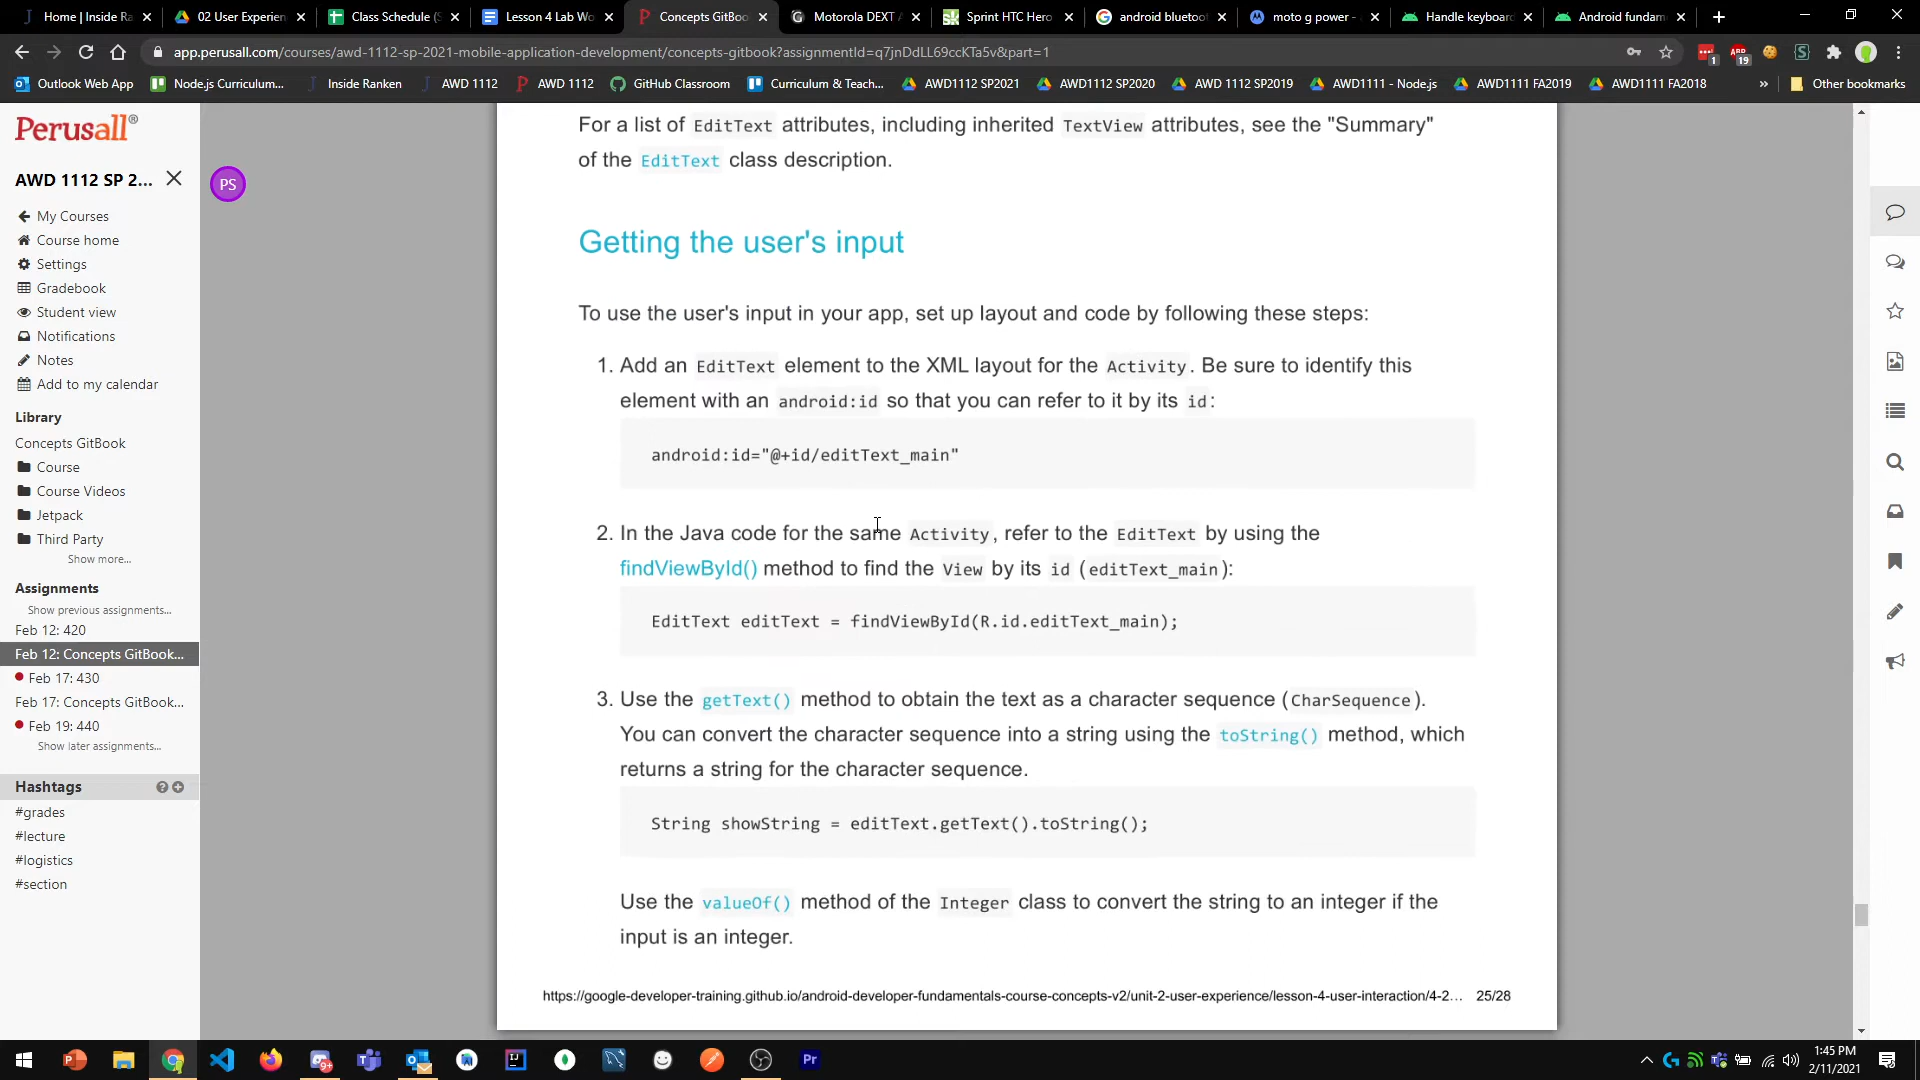 Home | Inside Ra
02 User Experien
Class Schedule (S
Lesson 4 Lab Wo
Concepts GitBoo
Motorola DEXT A
Sprint HTC Hero
android bluetoo
moto g power -
Handle keyboard
Android fundam
app.perusall.com/courses/awd-1112-sp-2021-mobile-application-development/concepts-gitbook?assignmentId=q7jnDdLL69ccKTa5v&part=1
1
ABP
19
Outlook Web App
Node.js Curriculum...
Inside Ranken
AWD 1112
AWD 1112
GitHub Classroom
Curriculum & Teach...
AWD1112 SP2021
AWD1112 SP2020
AWD 1112 SP2019
AWD1111 - Node.js
AWD1111 FA2019
AWD1111 FA2018
»
Other bookmarks
Perusall®
AWD 1112 SP 2...
PS
My Courses
Course home
Settings
Gradebook
Student view
Notifications
Notes
Add to my calendar
Library
Concepts GitBook
Course
Course Videos
Jetpack
Third Party
Show more...
Assignments
Show previous assignments...
Feb 12: 420
Feb 12: Concepts GitBook...
Feb 17: 430
Feb 17: Concepts GitBook...
Feb 19: 440
Show later assignments...
Hashtags
#grades
#lecture
#logistics
#section
For a list of EditText attributes, including inherited TextView attributes, see the "Summary"
of the EditText class description.
Getting the user's input
To use the user's input in your app, set up layout and code by following these steps:
1. Add an EditText element to the XML layout for the Activity. Be sure to identify this
element with an android:id so that you can refer to it by its id:
android:id="@+id/editText_main"
2. In the Java code for the same Activity, refer to the EditText by using the
findViewById() method to find the View by its id (editText_main):
EditText editText = findViewById(R.id.editText_main);
3. Use the getText() method to obtain the text as a character sequence (CharSequence).
You can convert the character sequence into a string using the toString() method, which
returns a string for the character sequence.
String showString = editText.getText().toString();
Use the valueOf() method of the Integer class to convert the string to an integer if the
input is an integer.
https://google-developer-training.github.io/android-developer-fundamentals-course-concepts-v2/unit-2-user-experience/lesson-4-user-interaction/4-2... 25/28
1:45 PM
2/11/2021